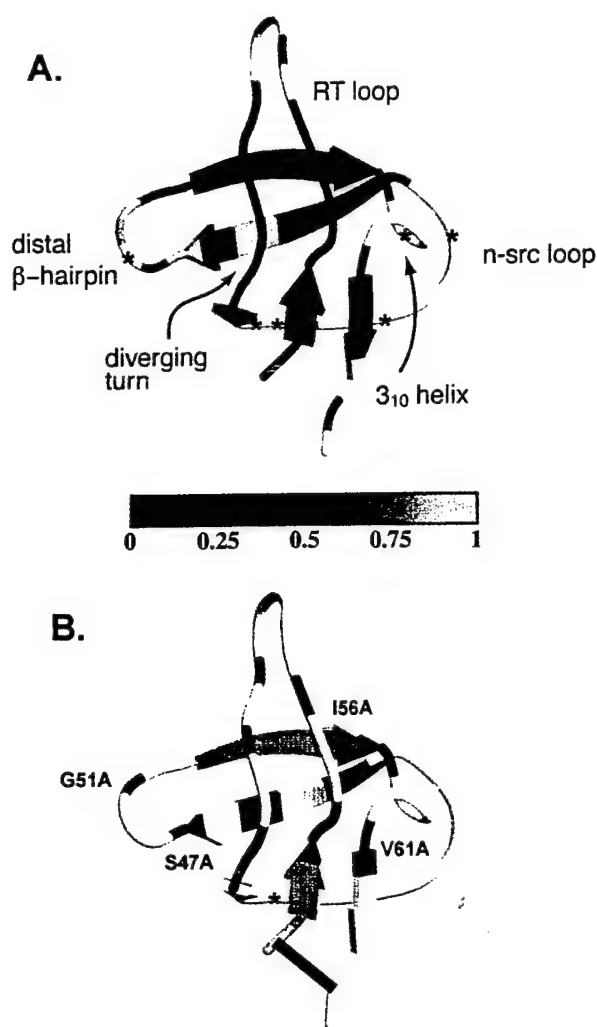 A.
RT loop
distal
β-hairpin
n-src loop
diverging
turn
3₁₀ helix
0 0.25 0.5 0.75 1
B.
I56A
G51A
S47A
V61A